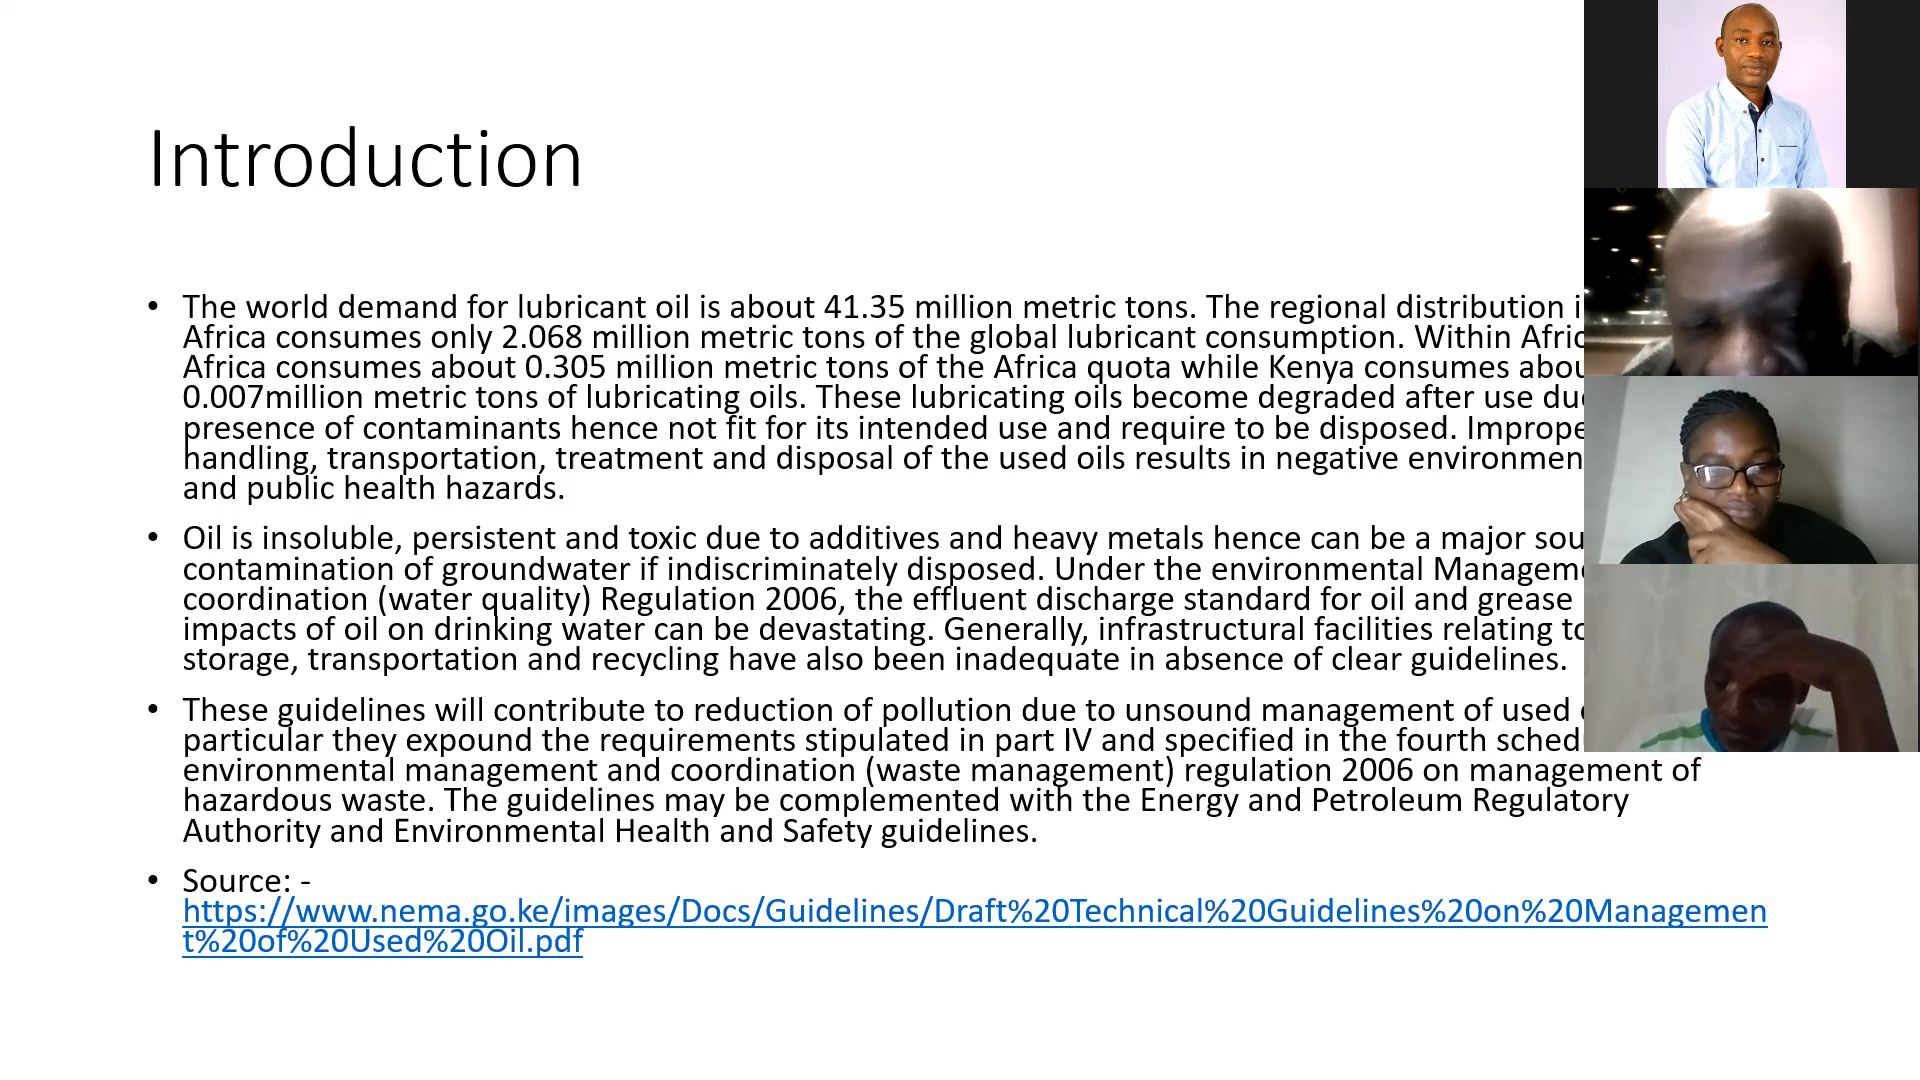 Introduction
• The world demand for lubricant oil is about 41.35 million metric tons. The regional distribution
Africa consumes only 2.068 million metric tons of the global lubricant consumption. Within
Africa consumes about 0.305 million metric tons of the Africa quota while Kenya consumes
0.007million metric tons of lubricating oils. These lubricating oils become degraded after use
presence of contaminants hence not fit for its intended use and require to be disposed.
handling, transportation, treatment and disposal of the used oils results in negative
and public health hazards.
• Oil is insoluble, persistent and toxic due to additives and heavy metals hence can be a major
contamination of groundwater if indiscriminately disposed. Under the environmental
coordination (water quality) Regulation 2006, the effluent discharge standard for oil and grease
impacts of oil on drinking water can be devastating. Generally, infrastructural facilities relating
storage, transportation and recycling have also been inadequate in absence of clear guidelines.
• These guidelines will contribute to reduction of pollution due to unsound management of used
particular they expound the requirements stipulated in part IV and specified in the fourth
environmental management and coordination (waste management) regulation 2006 on management of
hazardous waste. The guidelines may be complemented with the Energy and Petroleum Regulatory
Authority and Environmental Health and Safety guidelines.
• Source: -
https://www.nema.go.ke/images/Docs/Guidelines/Draft%20Technical%20Guidelines%20on%20Managemen
t%20of%20Used%20Oil.pdf